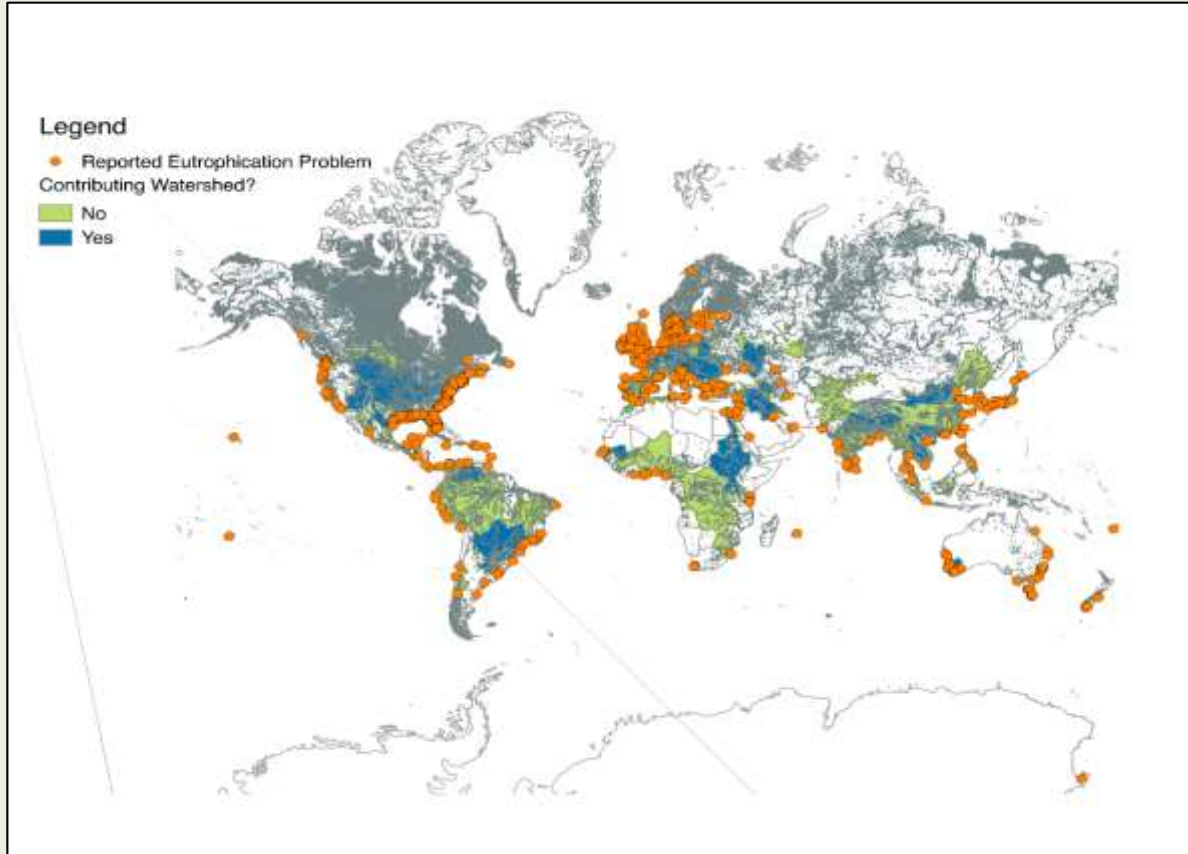 Legend
Reported Eutrophication Problem
Contributing Watershed?
No
Yes